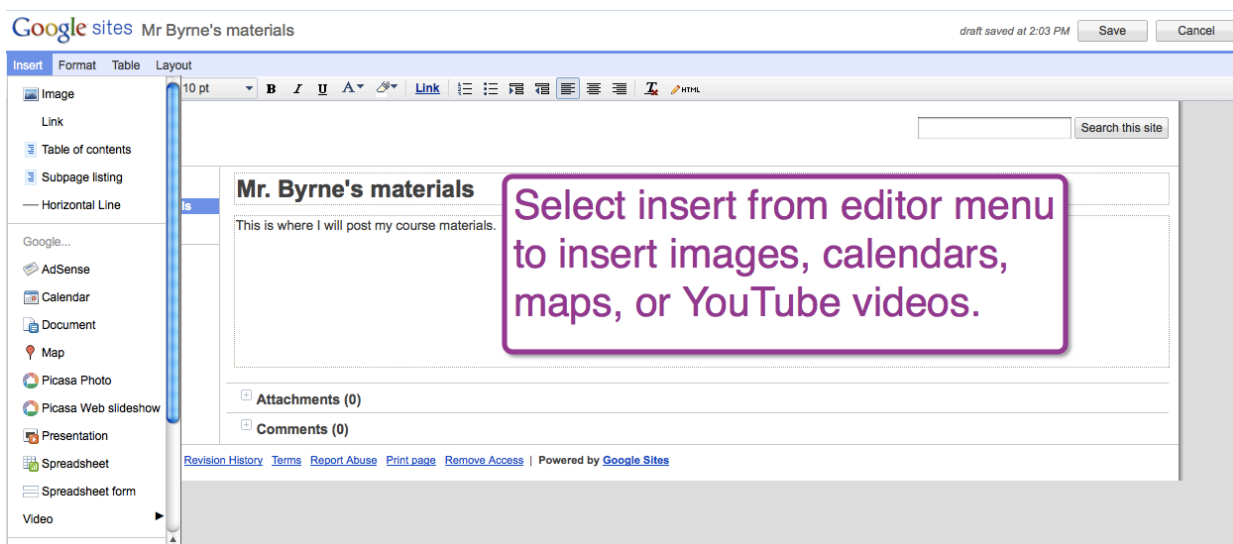 Google sites Mr Byrne's materials
draft saved at 2:03 PM Save Cancel
Insert Format Table Layout
10 pt B I U A Link HTML
Image
Link
Table of contents
Subpage listing
Horizontal Line
Google...
AdSense
Calendar
Document
Map
Picasa Photo
Picasa Web slideshow
Presentation
Spreadsheet
Spreadsheet form
Video
Search this site
ls
Mr. Byrne's materials
This is where I will post my course materials.
Select insert from editor menu
to insert images, calendars,
maps, or YouTube videos.
Attachments (0)
Comments (0)
Revision History Terms Report Abuse Print page Remove Access | Powered by Google Sites